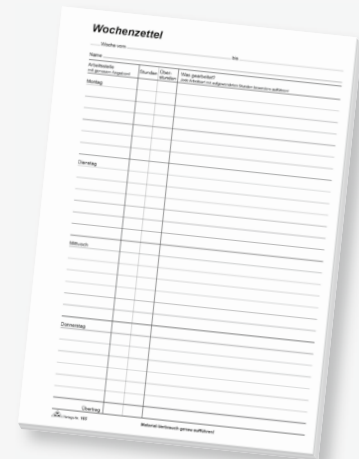 Wochenzettel
Woche vom bis
Name
Arbeitsstelle Stunden Über- Was gearbeitet?
stunden
Montag
Dienstag
Mittwoch
Donnerstag
Übertrag
Material-Verbrauch genau aufführen!